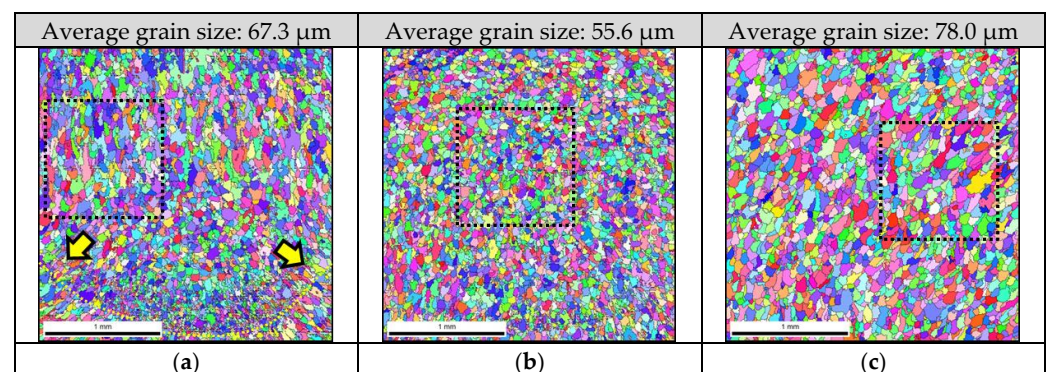 Average grain size: 67.3 µm
Average grain size: 55.6 µm
Average grain size: 78.0 µm
1 mm
1 mm
1 mm
(a)
(b)
(c)